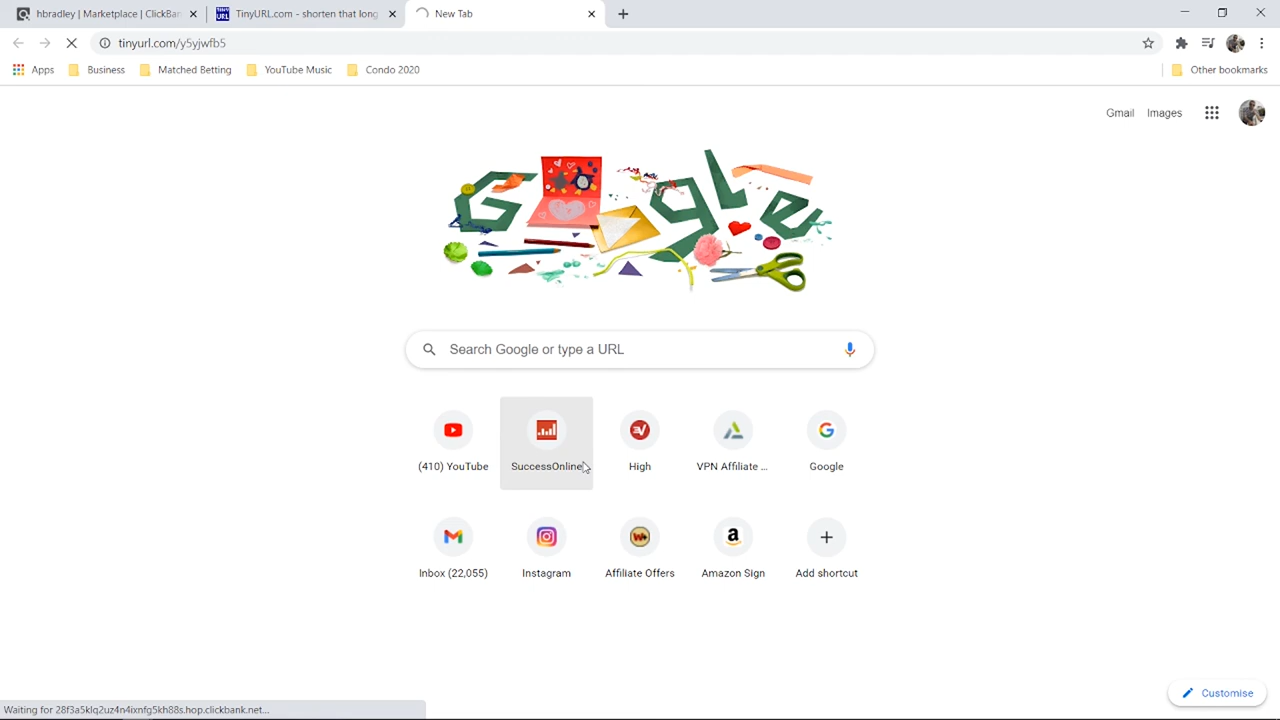 hbradley | Marketplace | ClickBan
TinyURL.com - shorten that long
New Tab
tinyurl.com/y5yjwfb5
Apps
Business
Matched Betting
YouTube Music
Condo 2020
Other bookmarks
Gmail
Images
Google
Search Google or type a URL
(410) YouTube
SuccessOnline
High
VPN Affiliate ...
Google
Inbox (22,055)
Instagram
Affiliate Offers
Amazon Sign
Add shortcut
Customise
Waiting for 28f3a5klq2uz4n4ixnfg5kh88s.hop.clickbank.net...